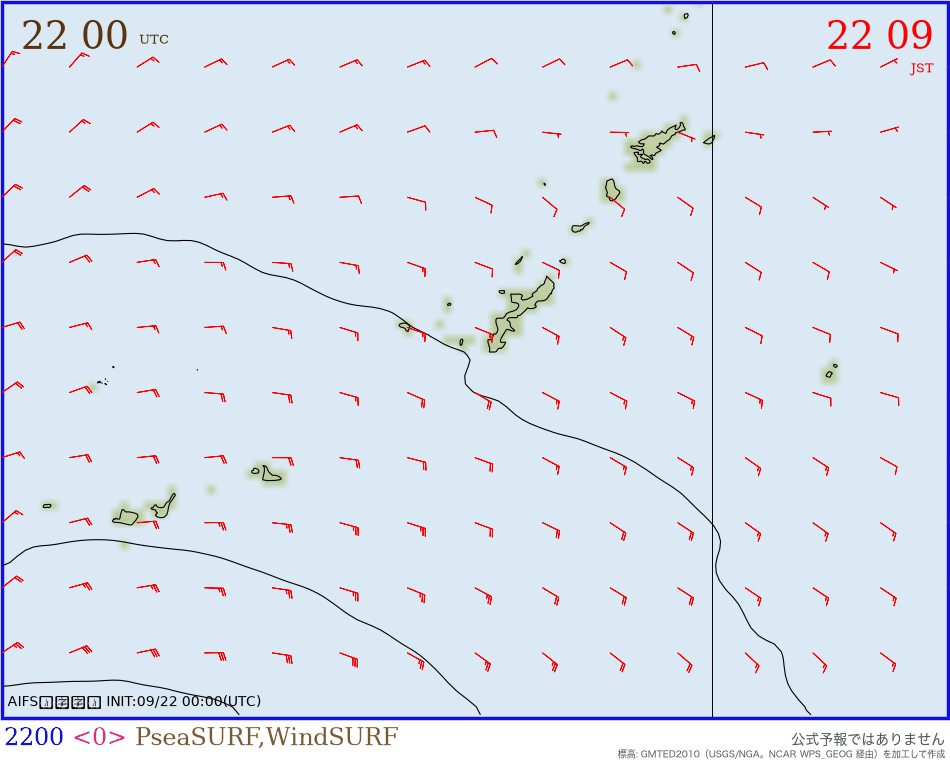 22 00 UTC
22 09
JST
AIFS INIT:09/22 00:00(UTC)
2200 <0> PseaSURF,WindSURF
公式予報ではありません
標高: GMTED2010（USGS/NGA。NCAR WPS_GEOG 経由）を加工して作成